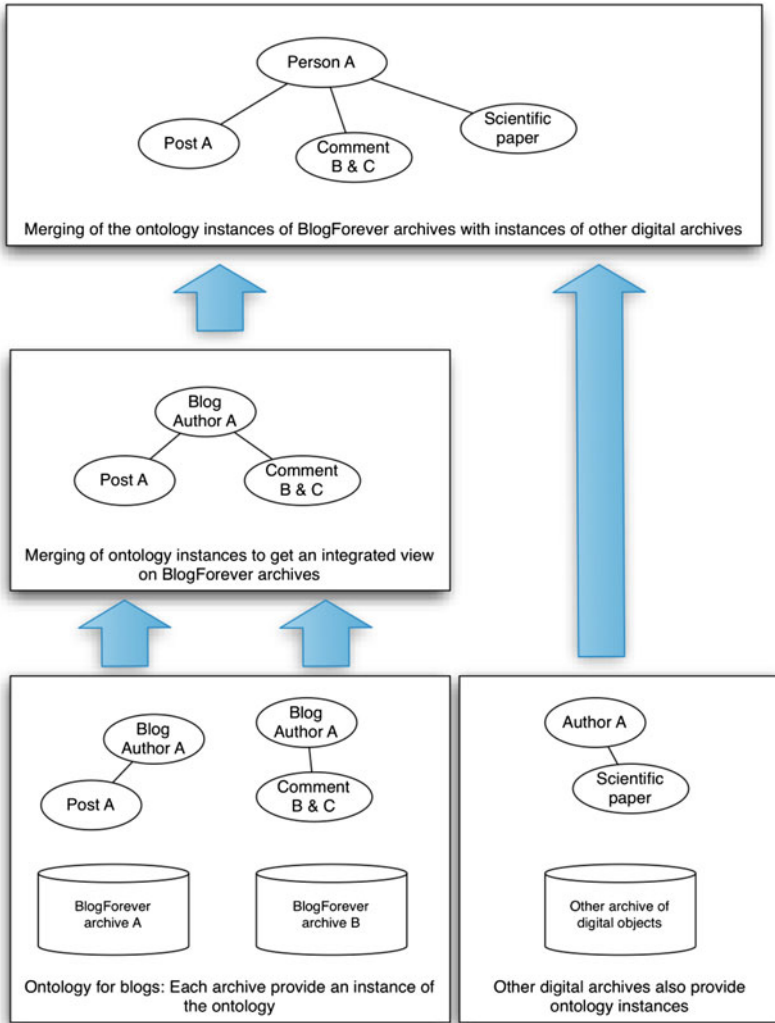 Person A
Post A
Comment
B & C
Scientific
paper
Merging of the ontology instances of BlogForever archives with instances of other digital archives
Blog
Author A
Post A
Comment
B & C
Merging of ontology instances to get an integrated view
on BlogForever archives
Blog
Author A
Post A
Blog
Author A
Comment
B & C
BlogForever
archive A
BlogForever
archive B
Ontology for blogs: Each archive provide an instance of
the ontology
Author A
Scientific
paper
Other archive of
digital objects
Other digital archives also provide
ontology instances